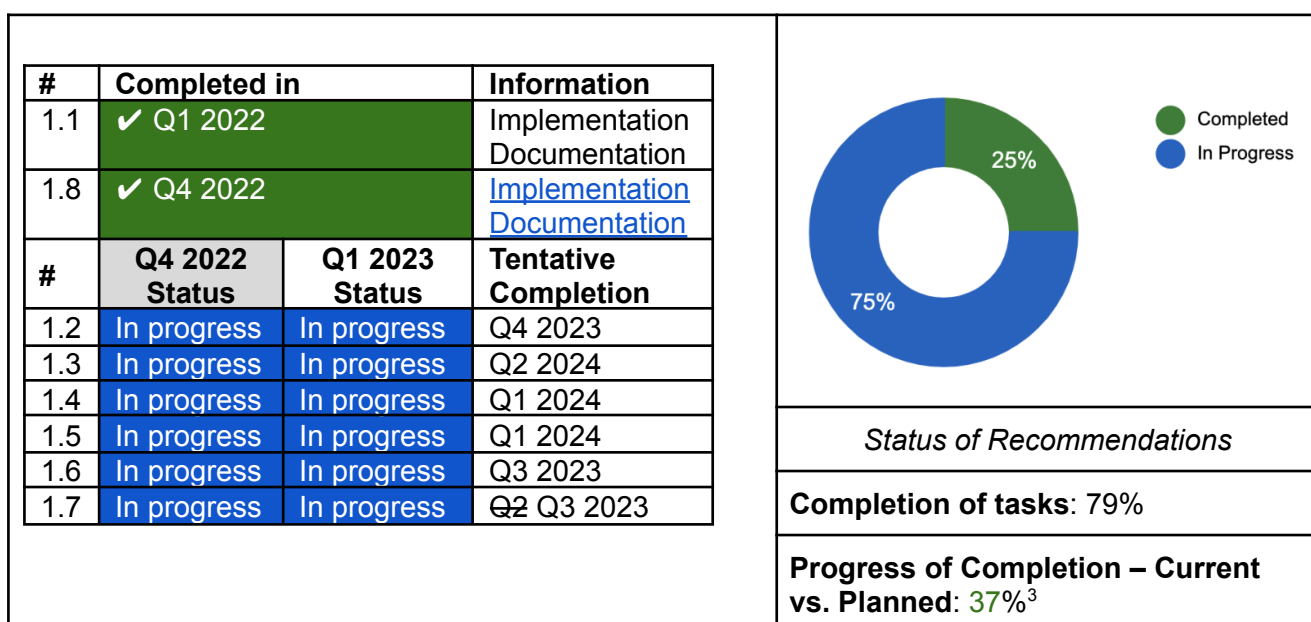 # Completed in Information
1.1 ✔ Q1 2022 Implementation
Documentation
1.8 ✔ Q4 2022 Implementation
Documentation
# Q4 2022 Status Q1 2023 Status Tentative Completion
1.2 In progress In progress Q4 2023
1.3 In progress In progress Q2 2024
1.4 In progress In progress Q1 2024
1.5 In progress In progress Q1 2024
1.6 In progress In progress Q3 2023
1.7 In progress In progress Q2 Q3 2023
25%
75%
Completed
In Progress
Status of Recommendations
Completion of tasks: 79%
Progress of Completion – Current
vs. Planned: 37%3